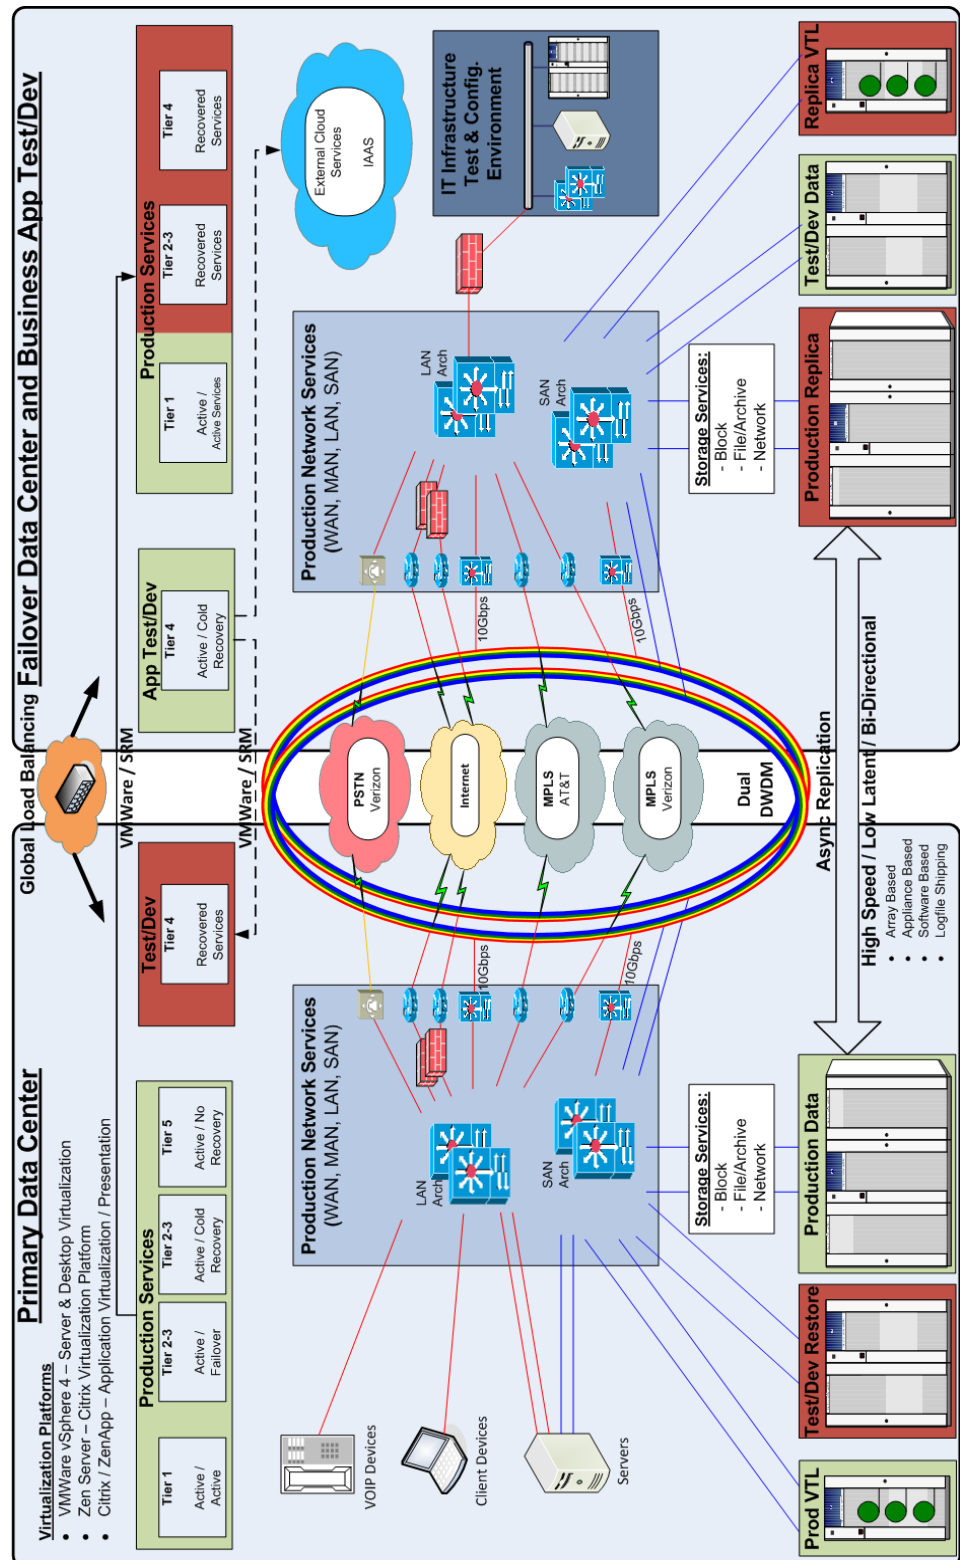 Primary Data Center
Virtualization Platforms
• VMWare vSphere 4 – Server & Desktop Virtualization
• Zen Server – Citrix Virtualization Platform
• Citrix / ZenApp – Application Virtualization / Presentation
Global Load Balancing
Failover Data Center and Business App Test/Dev
VMWare / SRM
VMWare / SRM
Production Services
Tier 1
Active /
Active
Tier 2-3
Active /
Failover
Tier 2-3
Active / Cold
Recovery
Tier 5
Active / No
Recovery
Test/Dev
Tier 4
Recovered
Services
App Test/Dev
Tier 4
Active / Cold
Recovery
Production Services
Tier 1
Active /
Active Services
Tier 2-3
Recovered
Services
Tier 4
Recovered
Services
VOIP Devices
Client Devices
Servers
Production Network Services
(WAN, MAN, LAN, SAN)
LAN
Arch
SAN
Arch
10Gbps
10Gbps
PSTN
Verizon
Internet
MPLS
AT&T
MPLS
Verizon
Dual
DWDM
10Gbps
10Gbps
Production Network Services
(WAN, MAN, LAN, SAN)
LAN
Arch
SAN
Arch
External Cloud
Services
IAAS
IT Infrastructure
Test & Config.
Environment
Storage Services:
- Block
- File/Archive
- Network
Storage Services:
- Block
- File/Archive
- Network
Prod VTL
Test/Dev Restore
Production Data
Async Replication
High Speed / Low Latent / Bi-Directional
• Array Based
• Appliance Based
• Software Based
• Logfile Shipping
Production Replica
Test/Dev Data
Replica VTL